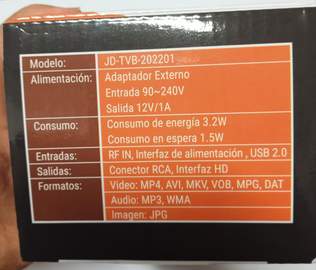 Modelo: JD-TVB-202201
Alimentación: Adaptador Externo
Entrada 90~240V
Salida 12V/1A
Consumo: Consumo de energía 3.2W
Consumo en espera 1.5W
Entradas: RF IN, Interfaz de alimentación , USB 2.0
Salidas: Conector RCA, Interfaz HD
Formatos: Video: MP4, AVI, MKV, VOB, MPG, DAT
Audio: MP3, WMA
Imagen: JPG